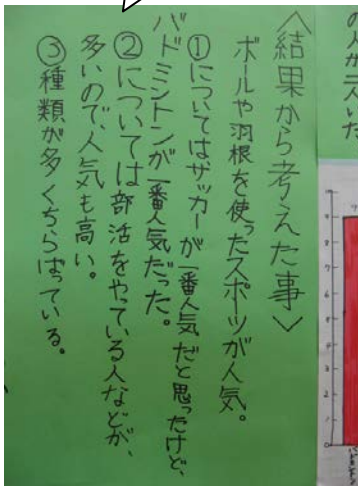 〈結果から考えた事〉
ボールや羽根を使ったスポーツが人気。
①についてはサッカーが一番人気だと思ったけど、
バドミントンが一番人気だった。
②については部活をやっている人などが、
多いので、人気も高い。
③種類が多くちらばっている。